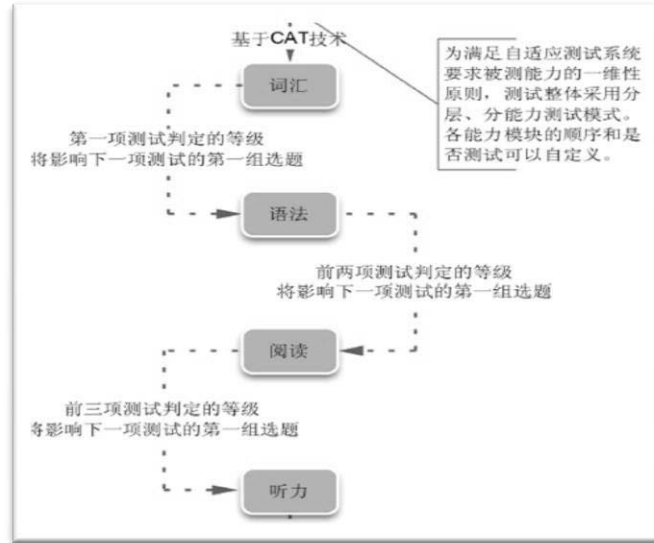 基于CAT技术
词汇
为满足自适应测试系统
要求被测能力的一维性
原则，测试整体采用分
层、分能力测试模式。
各能力模块的顺序和是
否测试可以自定义。
第一项测试判定的等级
将影响下一项测试的第一组选题
语法
前两项测试判定的等级
将影响下一项测试的第一组选题
阅读
前三项测试判定的等级
将影响下一项测试的第一组选题
听力